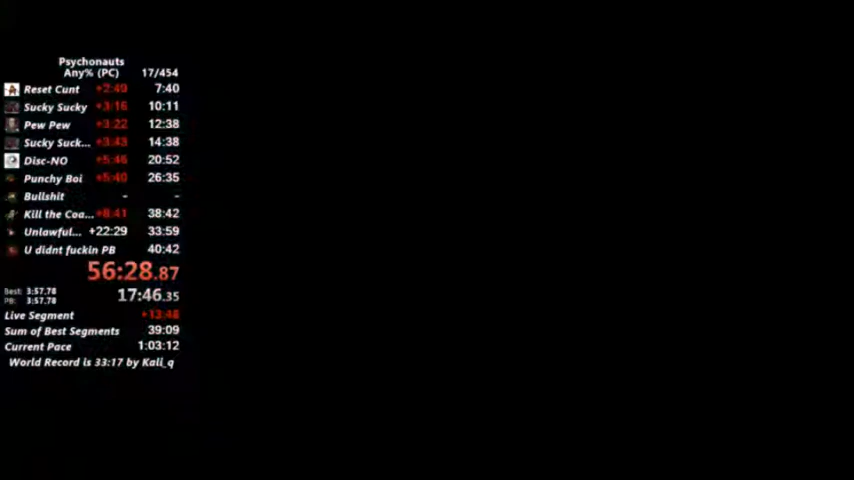 Psychonauts
Any% (PC) 17/454
Reset Cunt +2:49 7:40
Sucky Sucky +3:16 10:11
Pew Pew +3:22 12:38
Sucky Suck... +3:43 14:38
Disc-NO +5:46 20:52
Punchy Boi +5:40 26:35
Bullshit - -
Kill the Coa... +8:41 38:42
Unlawful... +22:29 33:59
U didnt fuckin PB 40:42
56:28.87
Best: 3:57.78
PB: 3:57.78
17:46.35
Live Segment +13:48
Sum of Best Segments 39:09
Current Pace 1:03:12
World Record is 33:17 by Kali_q